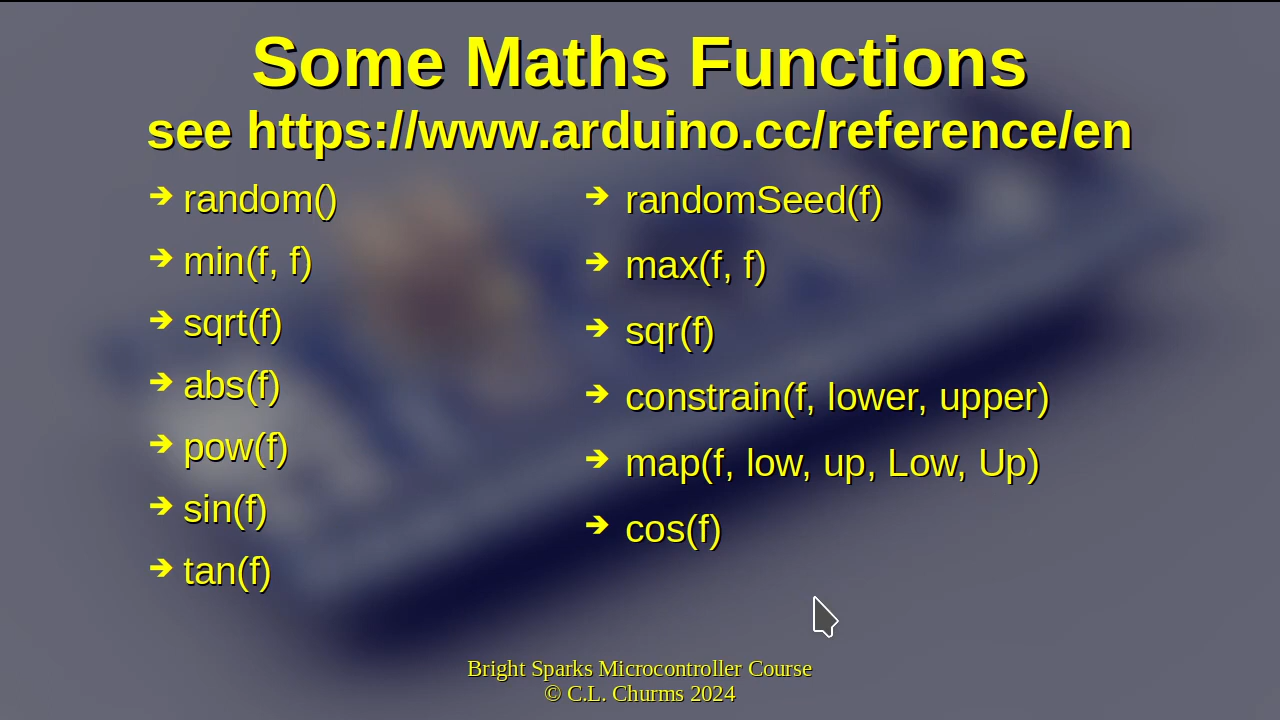 Some Maths Functions
see https://www.arduino.cc/reference/en
➔ random()
➔ min(f, f)
➔ sqrt(f)
➔ abs(f)
➔ pow(f)
➔ sin(f)
➔ tan(f)
➔ randomSeed(f)
➔ max(f, f)
➔ sqr(f)
➔ constrain(f, lower, upper)
➔ map(f, low, up, Low, Up)
➔ cos(f)
Bright Sparks Microcontroller Course
© C.L. Churms 2024